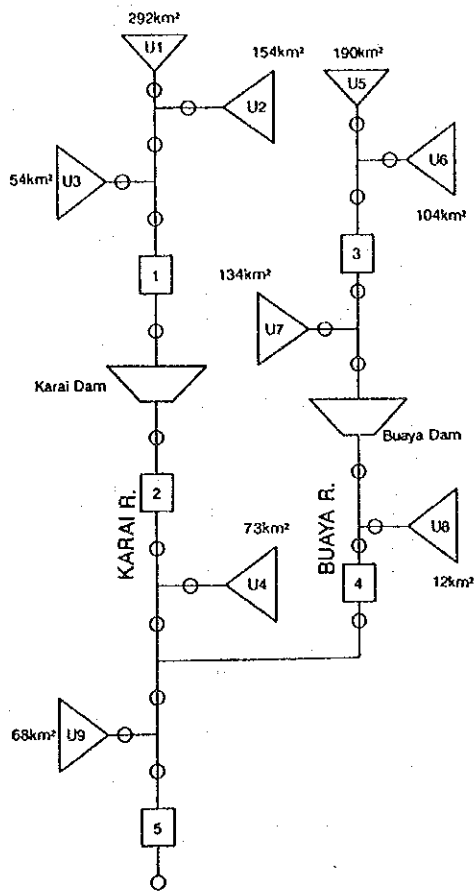 292km²
U1
154km²
U2
54km²
U3
1
Karai Dam
2
KARAI R.
73km²
U4
68km²
U9
5
190km²
U5
U6
104km²
3
134km²
U7
Buaya Dam
BUAYA R.
U8
12km²
4